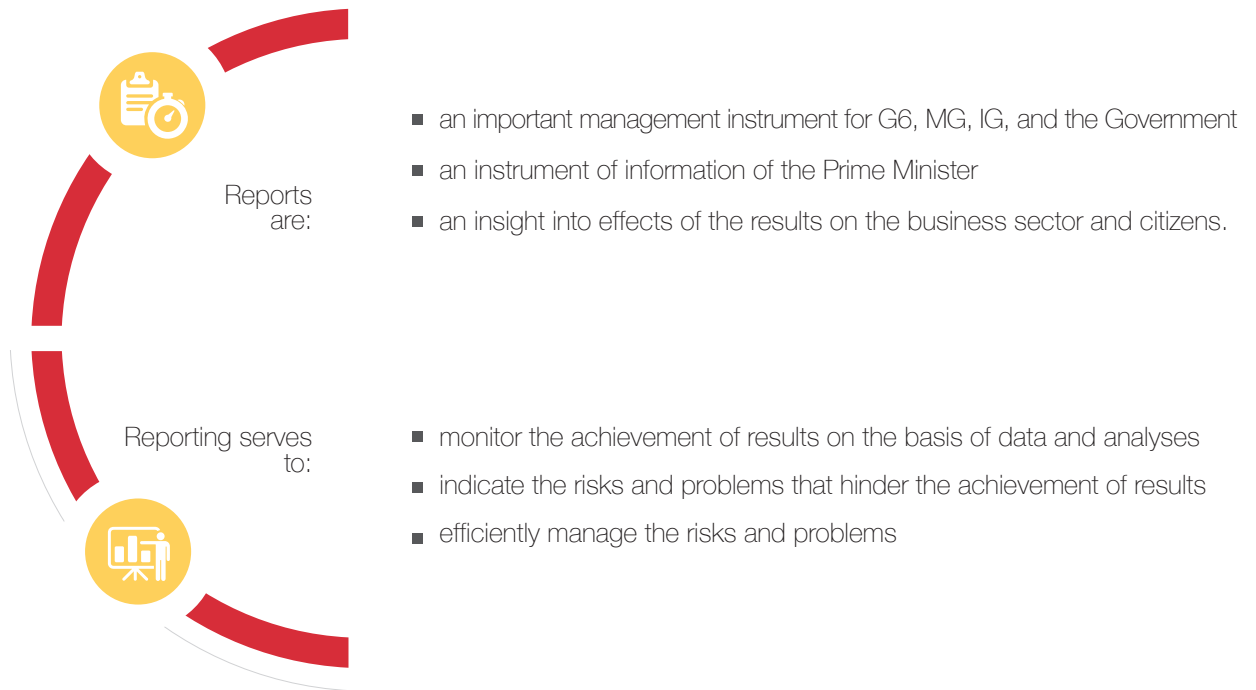 Reports
are:
■ an important management instrument for G6, MG, IG, and the Government
■ an instrument of information of the Prime Minister
■ an insight into effects of the results on the business sector and citizens.
Reporting serves
to:
■ monitor the achievement of results on the basis of data and analyses
■ indicate the risks and problems that hinder the achievement of results
■ efficiently manage the risks and problems